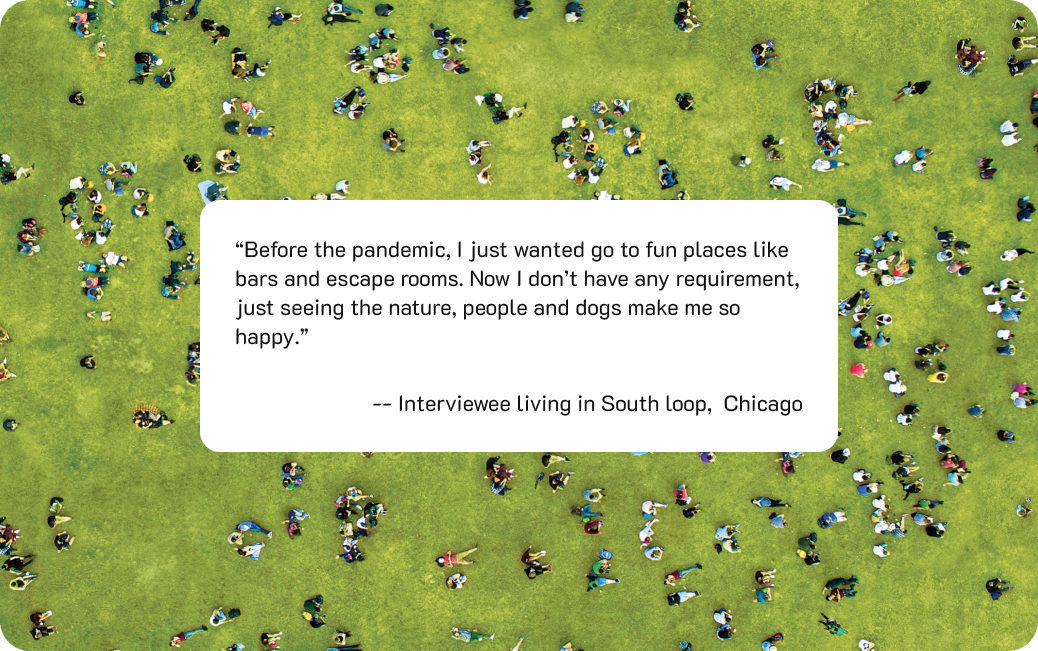 “Before the pandemic, I just wanted go to fun places like
bars and escape rooms. Now I don’t have any requirement,
just seeing the nature, people and dogs make me so
happy.”
-- Interviewee living in South loop,  Chicago